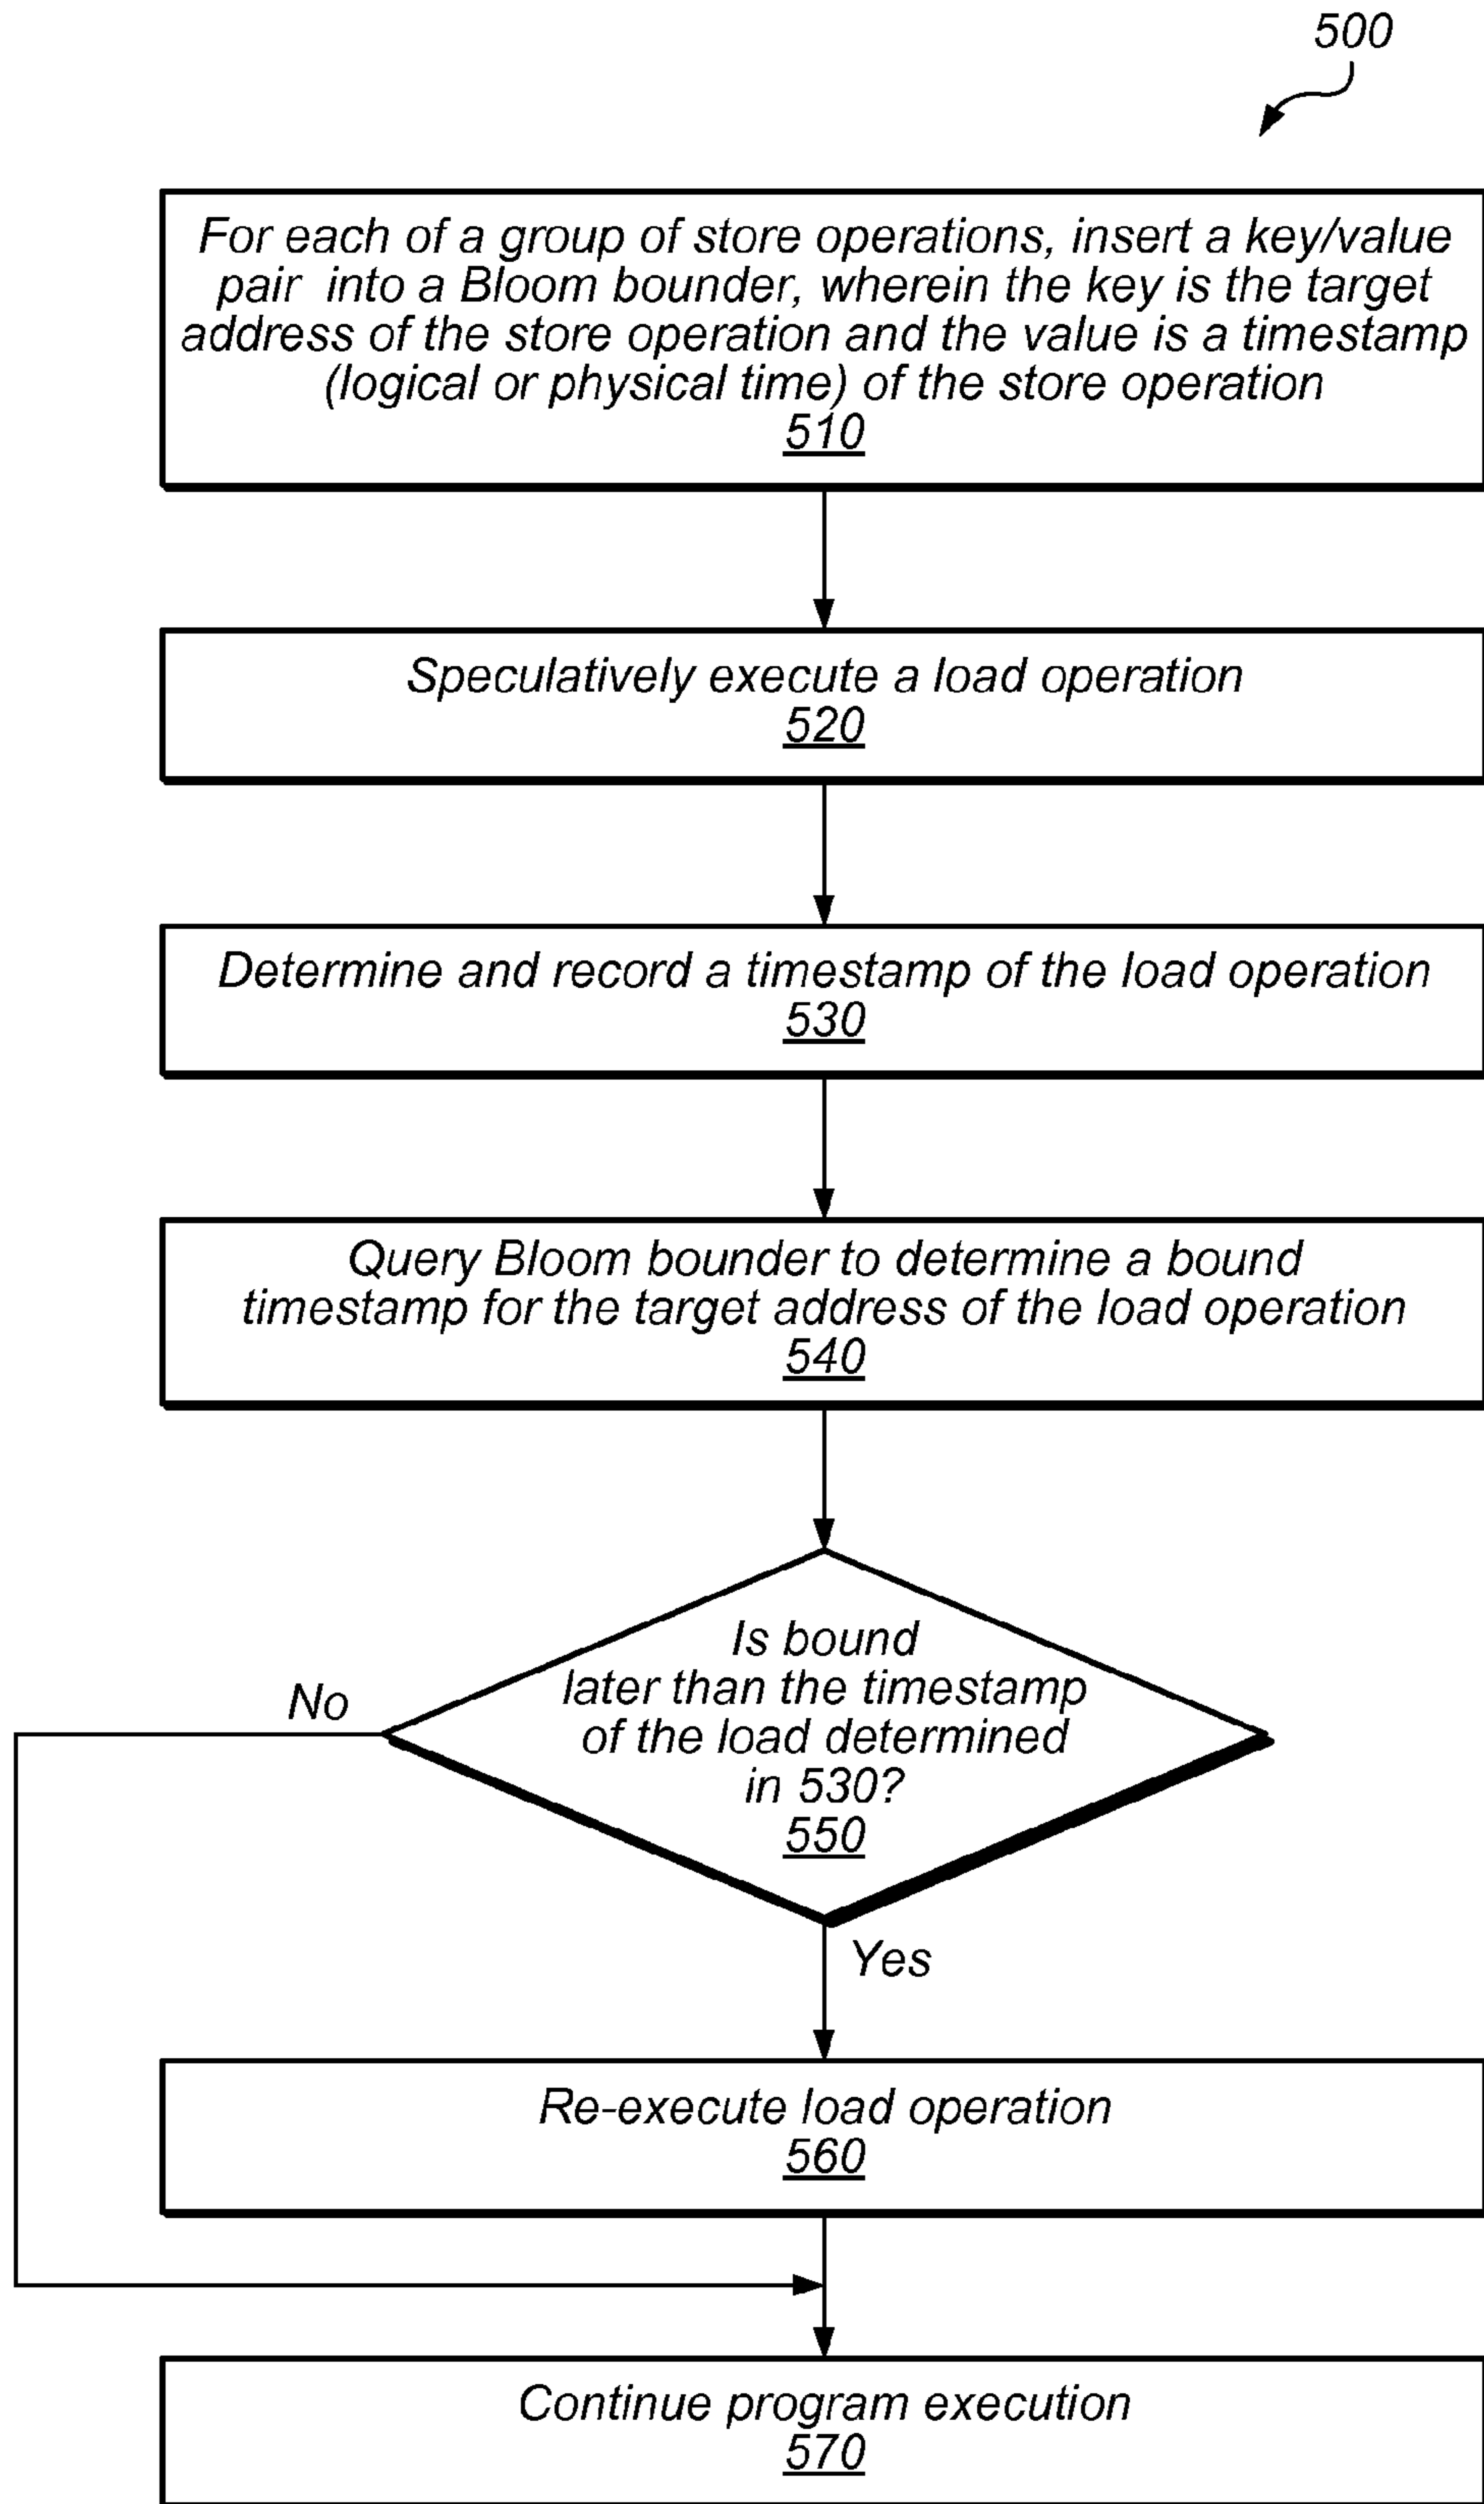 500
For each of a group of store operations, insert a key/value
pair into a Bloom bounder, wherein the key is the target
address of the store operation and the value is a timestamp
(logical or physical time) of the store operation
510
Speculatively execute a load operation
520
Determine and record a timestamp of the load operation
530
Query Bloom bounder to determine a bound
timestamp for the target address of the load operation
540
Is bound
later than the timestamp
of the load determined
in 530?
550
No
Yes
Re-execute load operation
560
Continue program execution
570